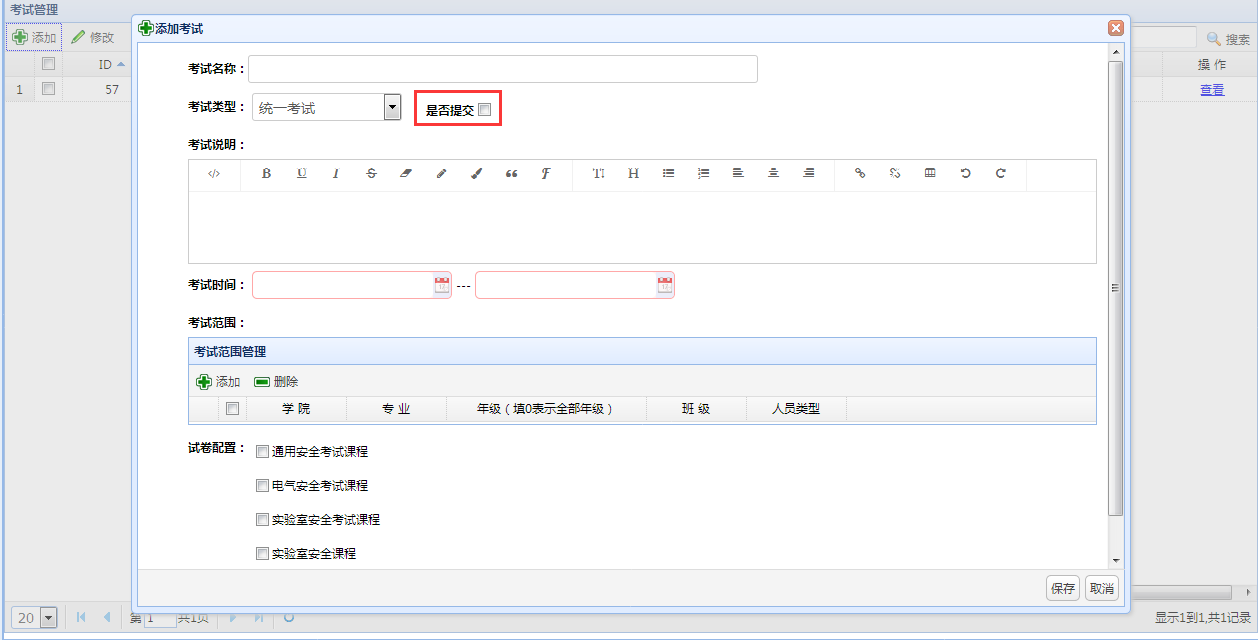 考试管理
添加考试
添加 修改 搜索
ID 操 作
1 57 查看
考试名称：
考试类型： 统一考试 是否提交
考试说明：
考试时间： ---
考试范围：
考试范围管理
添加 删除
学 院 专 业 年级（填0表示全部年级） 班 级 人员类型
试卷配置： 通用安全考试课程
电气安全考试课程
实验室安全考试课程
实验室安全课程
保存 取消
20 第 1 共1页 显示1到1,共1记录